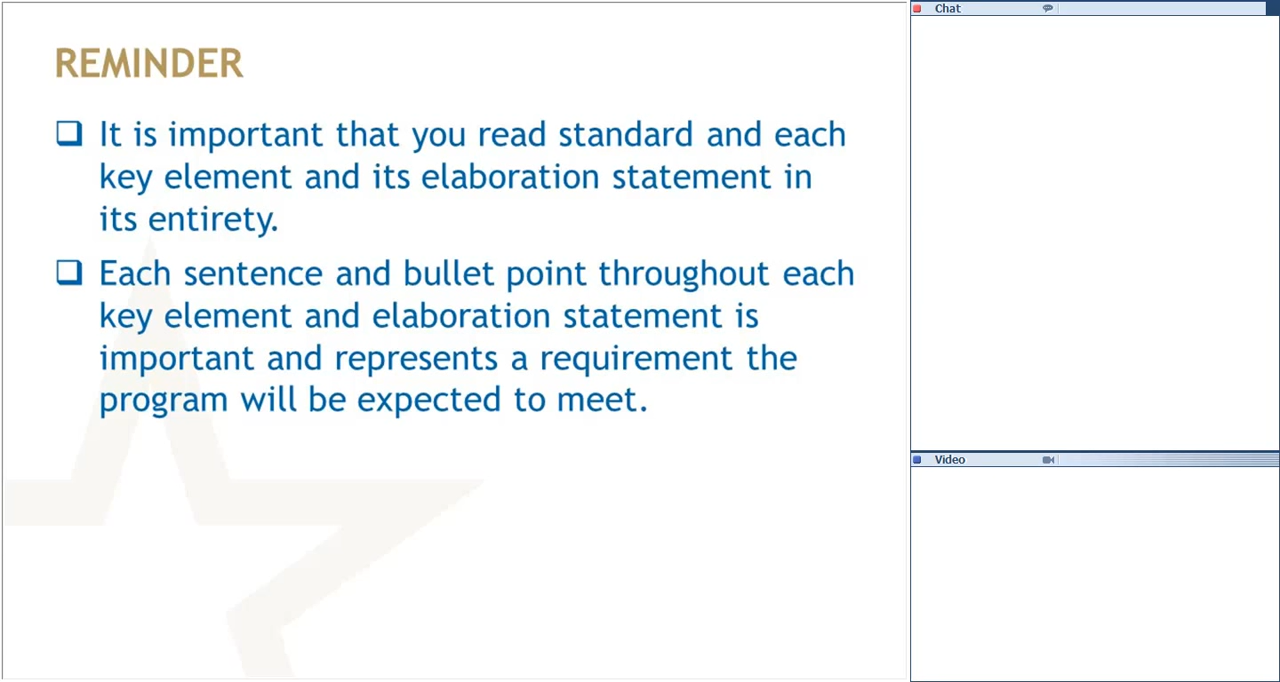 REMINDER
It is important that you read standard and each
key element and its elaboration statement in
its entirety.
Each sentence and bullet point throughout each
key element and elaboration statement is
important and represents a requirement the
program will be expected to meet.
Chat
Video